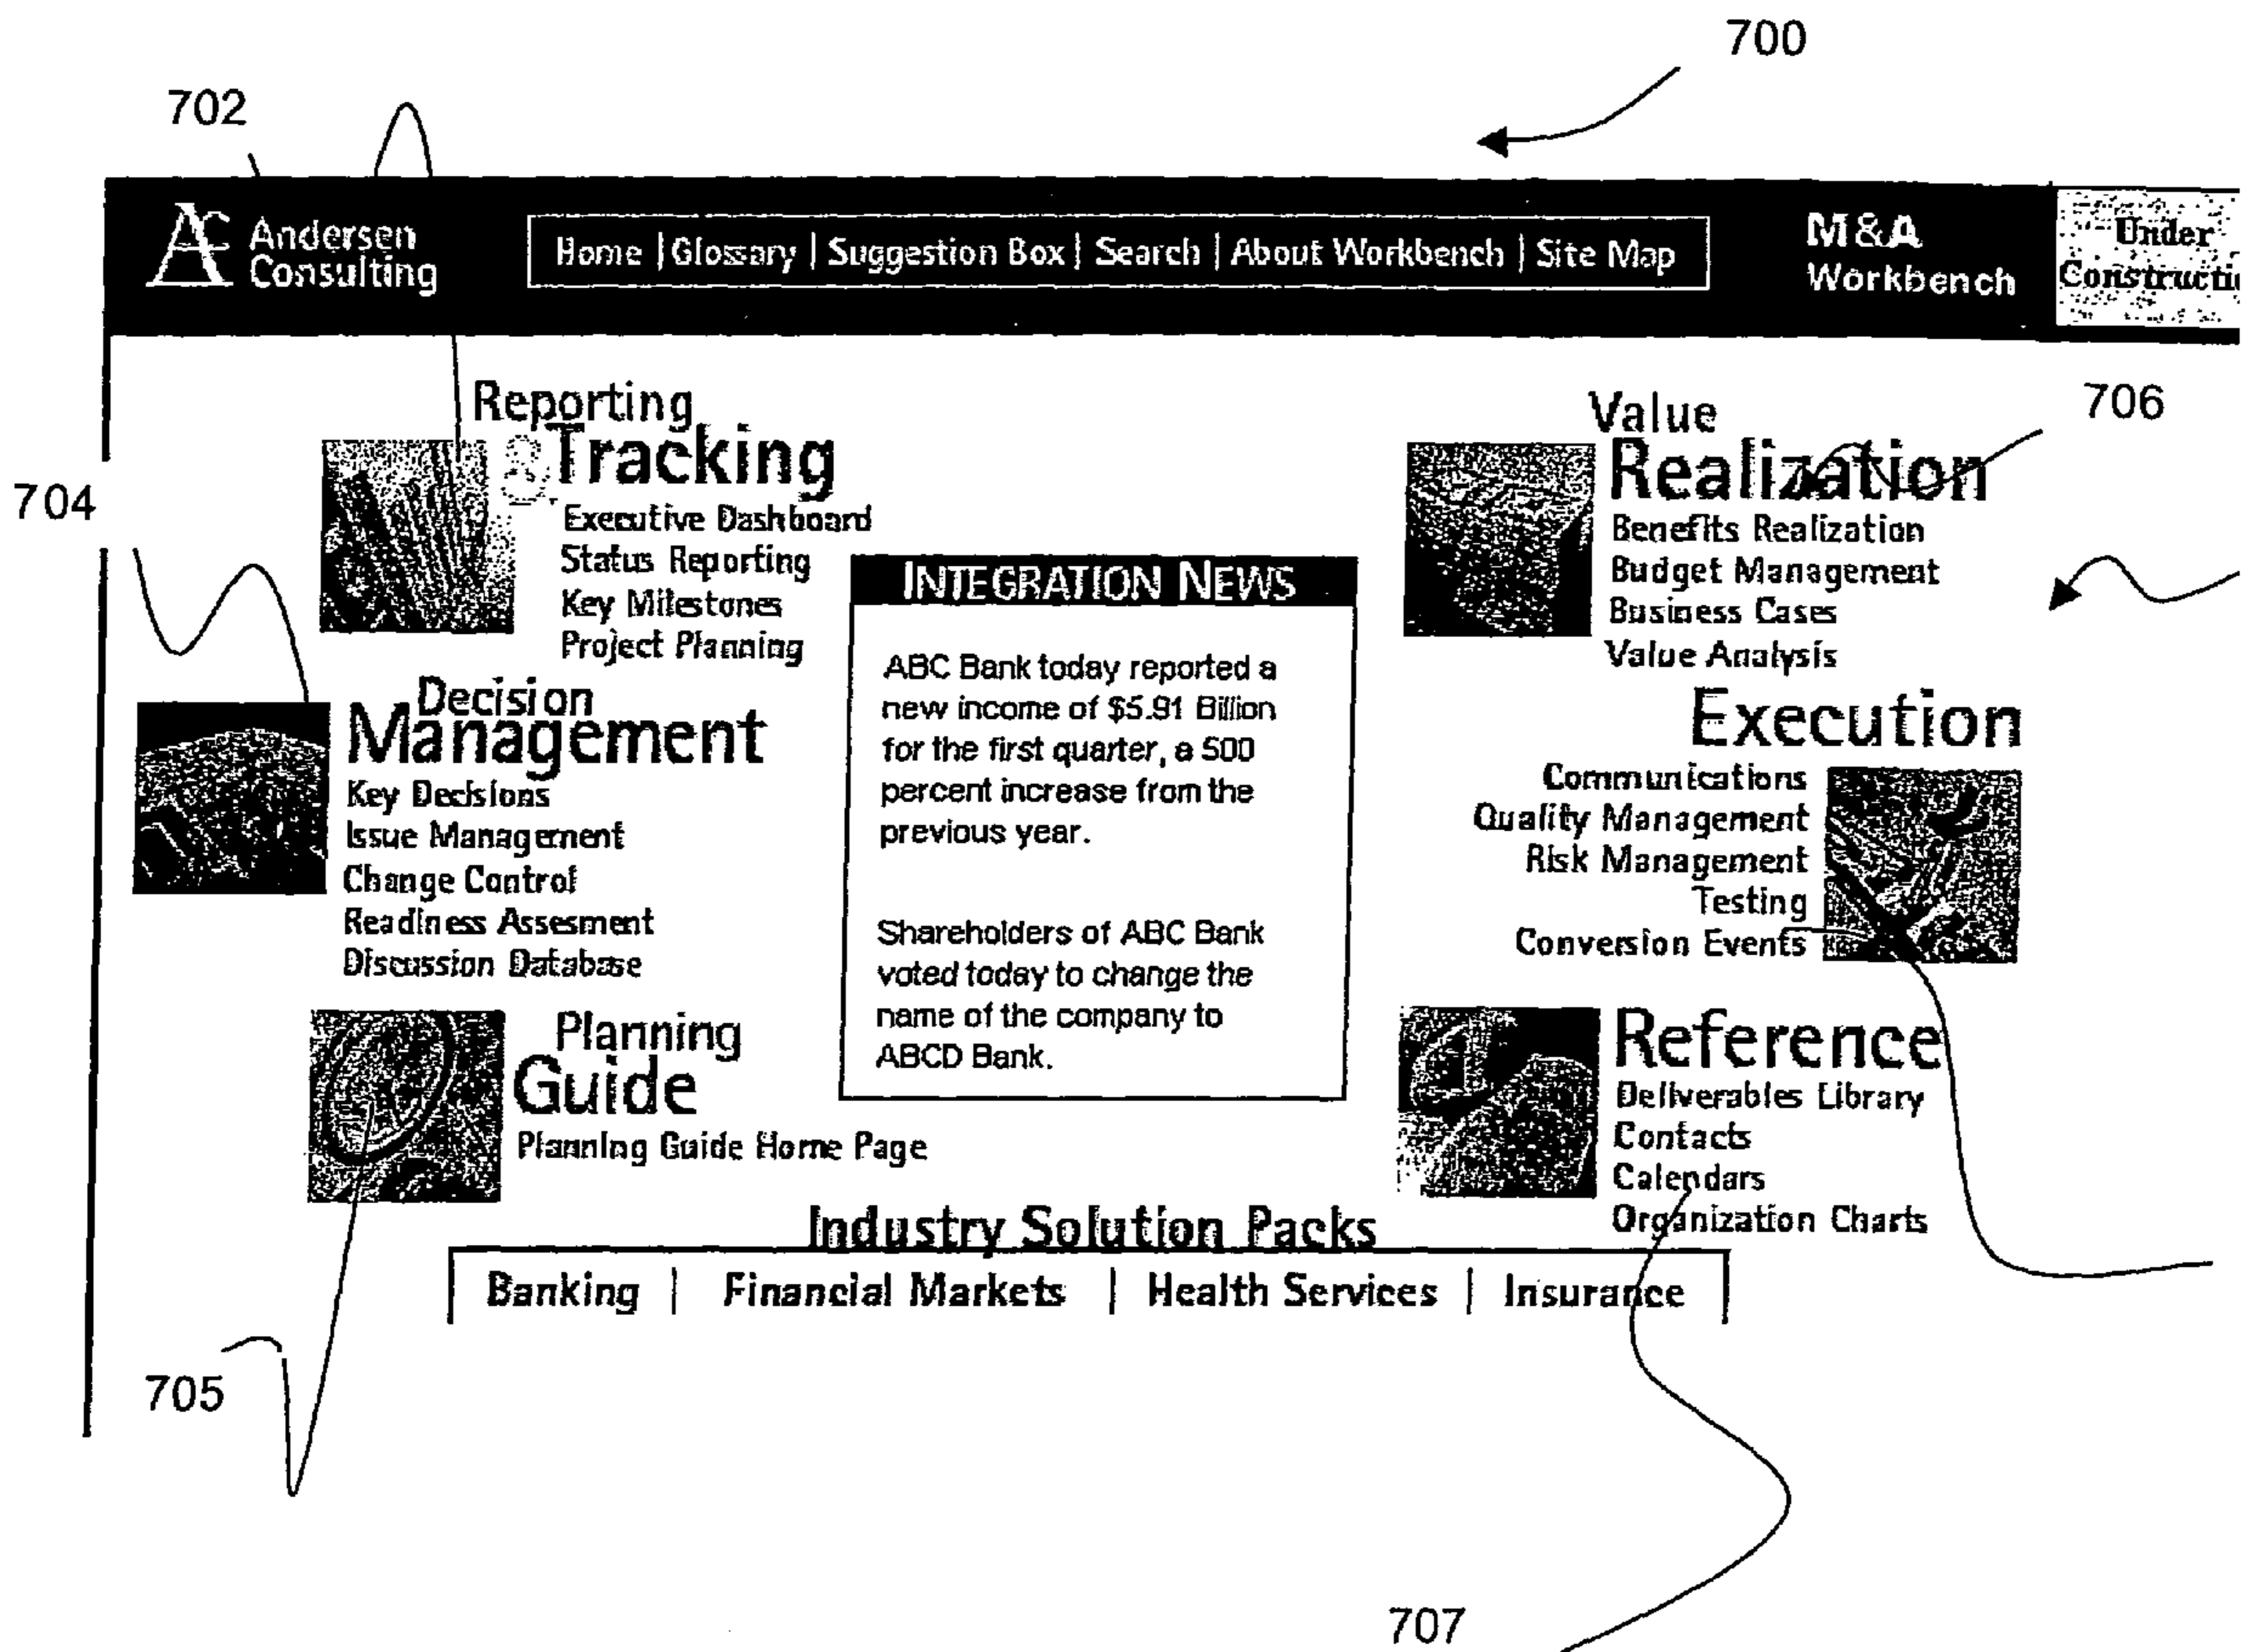 700
702
Andersen
Consulting
Home | Glossary | Suggestion Box | Search | About Workbench | Site Map
M&A
Workbench
Under
704
Reporting
& Tracking
Executive Dashboard
Status Reporting
Key Milestones
Project Planning
Decision
Management
Key Decisions
Issue Management
Change Control
Readiness Assesment
Discussion Database
Planning
Guide
Planning Guide Home Page
INTEGRATION NEWS
ABC Bank today reported a
new income of $5.91 Billion
for the first quarter, a 500
percent increase from the
previous year.
Shareholders of ABC Bank
voted today to change the
name of the company to
ABCD Bank.
706
Value
Realization
Benefits Realization
Budget Management
Business Cases
Value Analysis
Execution
Communications
Quality Management
Risk Management
Testing
Conversion Events
Reference
Deliverables Library
Contacts
Calendars
Organization Charts
Industry Solution Packs
Banking | Financial Markets | Health Services | Insurance
705
707